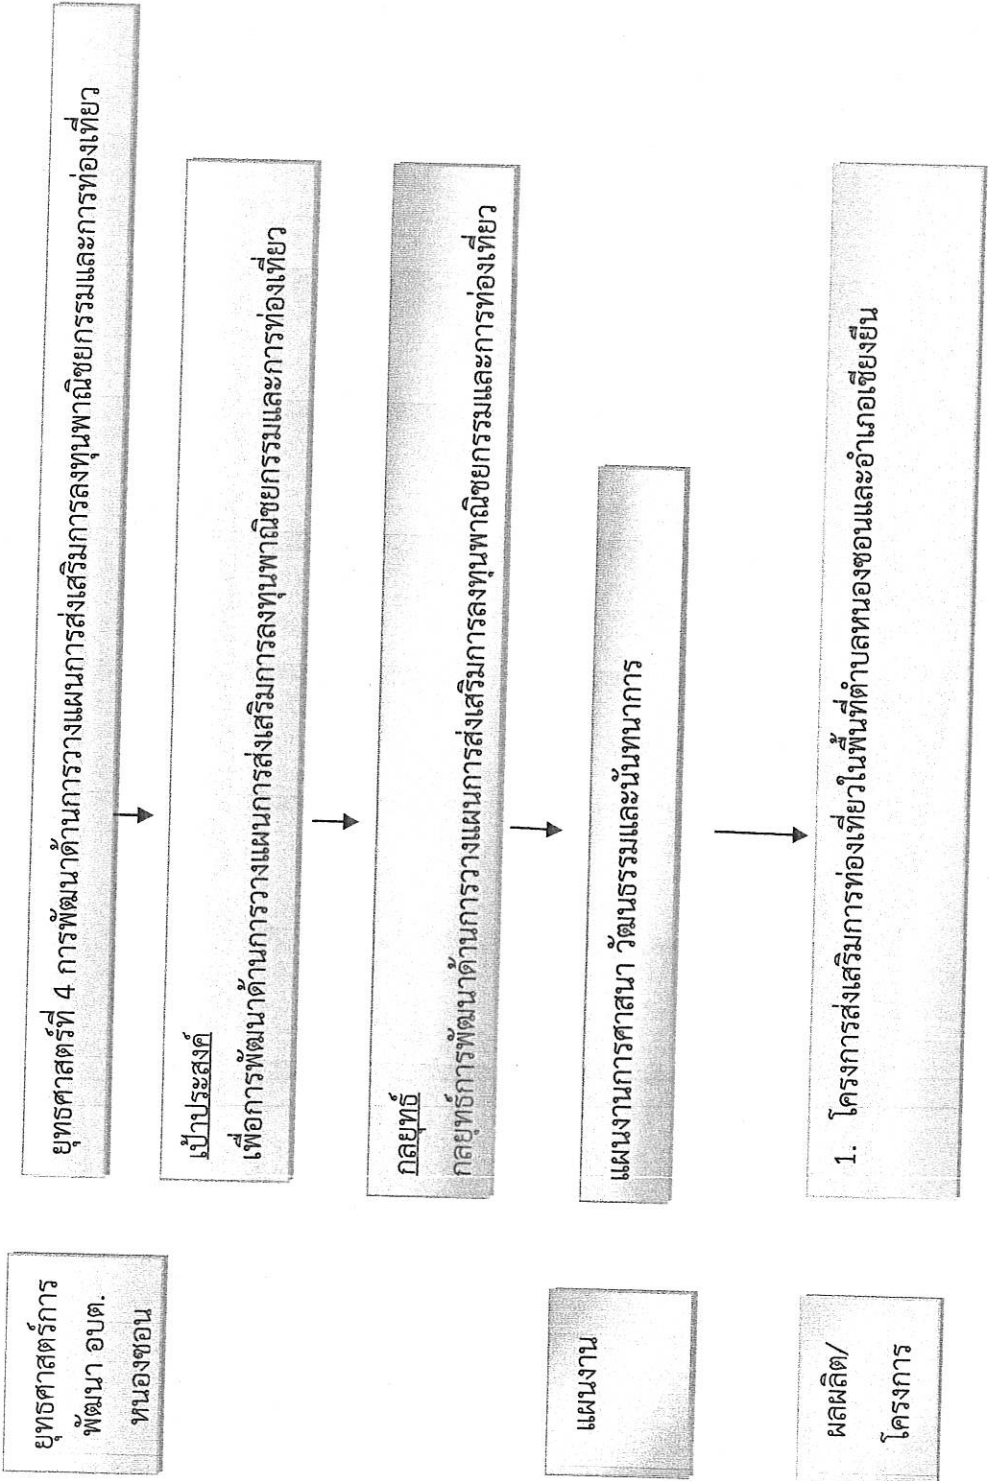 ยุทธศาสตร์การ
พัฒนา อบต.
หนองซอน
ยุทธศาสตร์ที่ 4 การพัฒนาด้านการวางแผนการส่งเสริมการลงทุนพาณิชยกรรมและการท่องเที่ยว
เป้าประสงค์
เพื่อการพัฒนาด้านการวางแผนการส่งเสริมการลงทุนพาณิชยกรรมและการท่องเที่ยว
กลยุทธ์
กลยุทธ์การพัฒนาด้านการวางแผนการส่งเสริมการลงทุนพาณิชยกรรมและการท่องเที่ยว
แผนงาน
แผนงานการศาสนา วัฒนธรรมและนันทนาการ
ผลผลิต/
โครงการ
1. โครงการส่งเสริมการท่องเที่ยวในพื้นที่ตำบลหนองซอนและอำเภอเชียงยืน